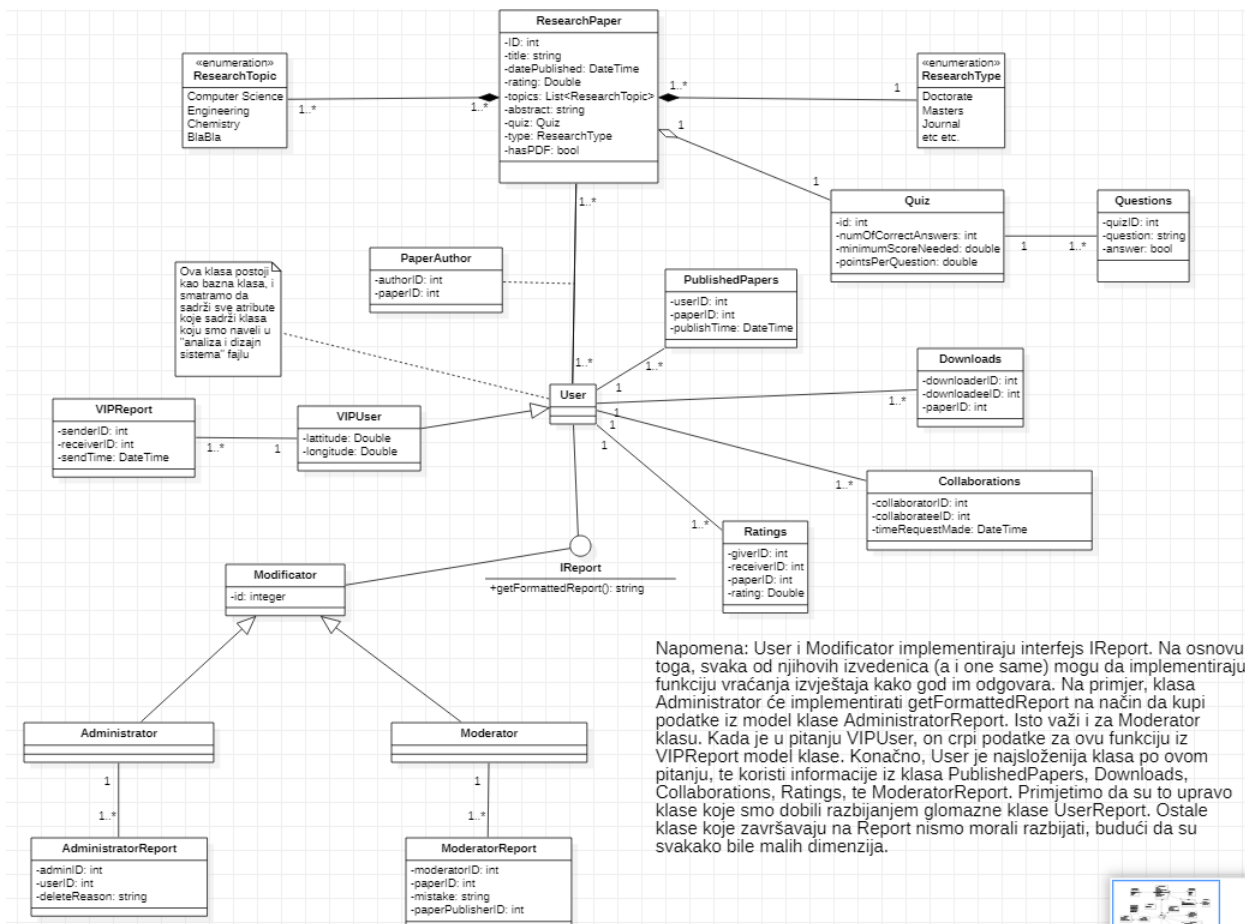 ResearchPaper
-ID: int
-title: string
-datePublished: DateTime
-rating: Double
-topics: List<ResearchTopic>
-abstract: string
-quiz: Quiz
-type: ResearchType
-hasPDF: bool
«enumeration»
ResearchTopic
Computer Science
Engineering
Chemistry
BlaBla
1..*
1..*
1..*
1
«enumeration»
ResearchType
Doctorate
Masters
Journal
etc etc.
1
1
1..*
Quiz
-id: int
-numOfCorrectAnswers: int
-minimumScoreNeeded: double
-pointsPerQuestion: double
1
1..*
Questions
-quizID: int
-question: string
-answer: bool
PaperAuthor
-authorID: int
-paperID: int
Ova klasa postoji
kao bazna klasa, i
smatramo da
sadrži sve atribute
koje sadrži klasa
koju smo naveli u
"analiza i dizajn
sistema" fajlu
PublishedPapers
-userID: int
-paperID: int
-publishTime: DateTime
1..*
1..*
1
User
1
1
1
Downloads
-downloaderID: int
-downloadeeID: int
-paperID: int
1..*
VIPReport
-senderID: int
-receiverID: int
-sendTime: DateTime
1..*
1
VIPUser
-lattitude: Double
-longitude: Double
1..*
Collaborations
-collaboratorID: int
-collaborateeID: int
-timeRequestMade: DateTime
1..*
Ratings
-giverID: int
-receiverID: int
-paperID: int
-rating: Double
IReport
+getFormattedReport(): string
Modificator
-id: integer
Napomena: User i Modificator implementiraju interfejs IReport. Na osnovu
toga, svaka od njihovih izvedenica (a i one same) mogu da implementiraju
funkciju vraćanja izvještaja kako god im odgovara. Na primjer, klasa
Administrator će implementirati getFormattedReport na način da kupi
podatke iz model klase AdministratorReport. Isto važi i za Moderator
klasu. Kada je u pitanju VIPUser, on crpi podatke za ovu funkciju iz
VIPReport model klase. Konačno, User je najsloženija klasa po ovom
pitanju, te koristi informacije iz klasa PublishedPapers, Downloads,
Collaborations, Ratings, te ModeratorReport. Primjetimo da su to upravo
klase koje smo dobili razbijanjem glomazne klase UserReport. Ostale
klase koje završavaju na Report nismo morali razbijati, budući da su
svakako bile malih dimenzija.
Administrator
Moderator
1
1..*
1
1..*
AdministratorReport
-adminID: int
-userID: int
-deleteReason: string
ModeratorReport
-moderatorID: int
-paperID: int
-mistake: string
-paperPublisherID: int